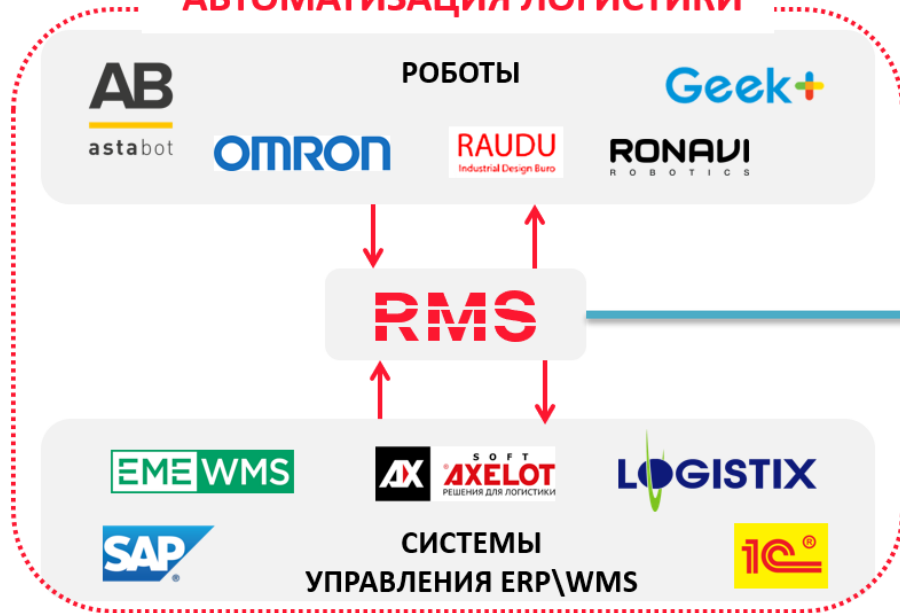 АВТОМАТИЗАЦИЯ ЛОГИСТИКИ
РОБОТЫ
AB
astabot
Geek+
OMRON
RAUDU
Industrial Design Buro
RONAVI
ROBOTICS
RMS
EME WMS
AX
SOFT
AXELOT
РЕШЕНИЯ ДЛЯ ЛОГИСТИКИ
LOGISTIX
SAP®
СИСТЕМЫ
УПРАВЛЕНИЯ ERP\WMS
1C®